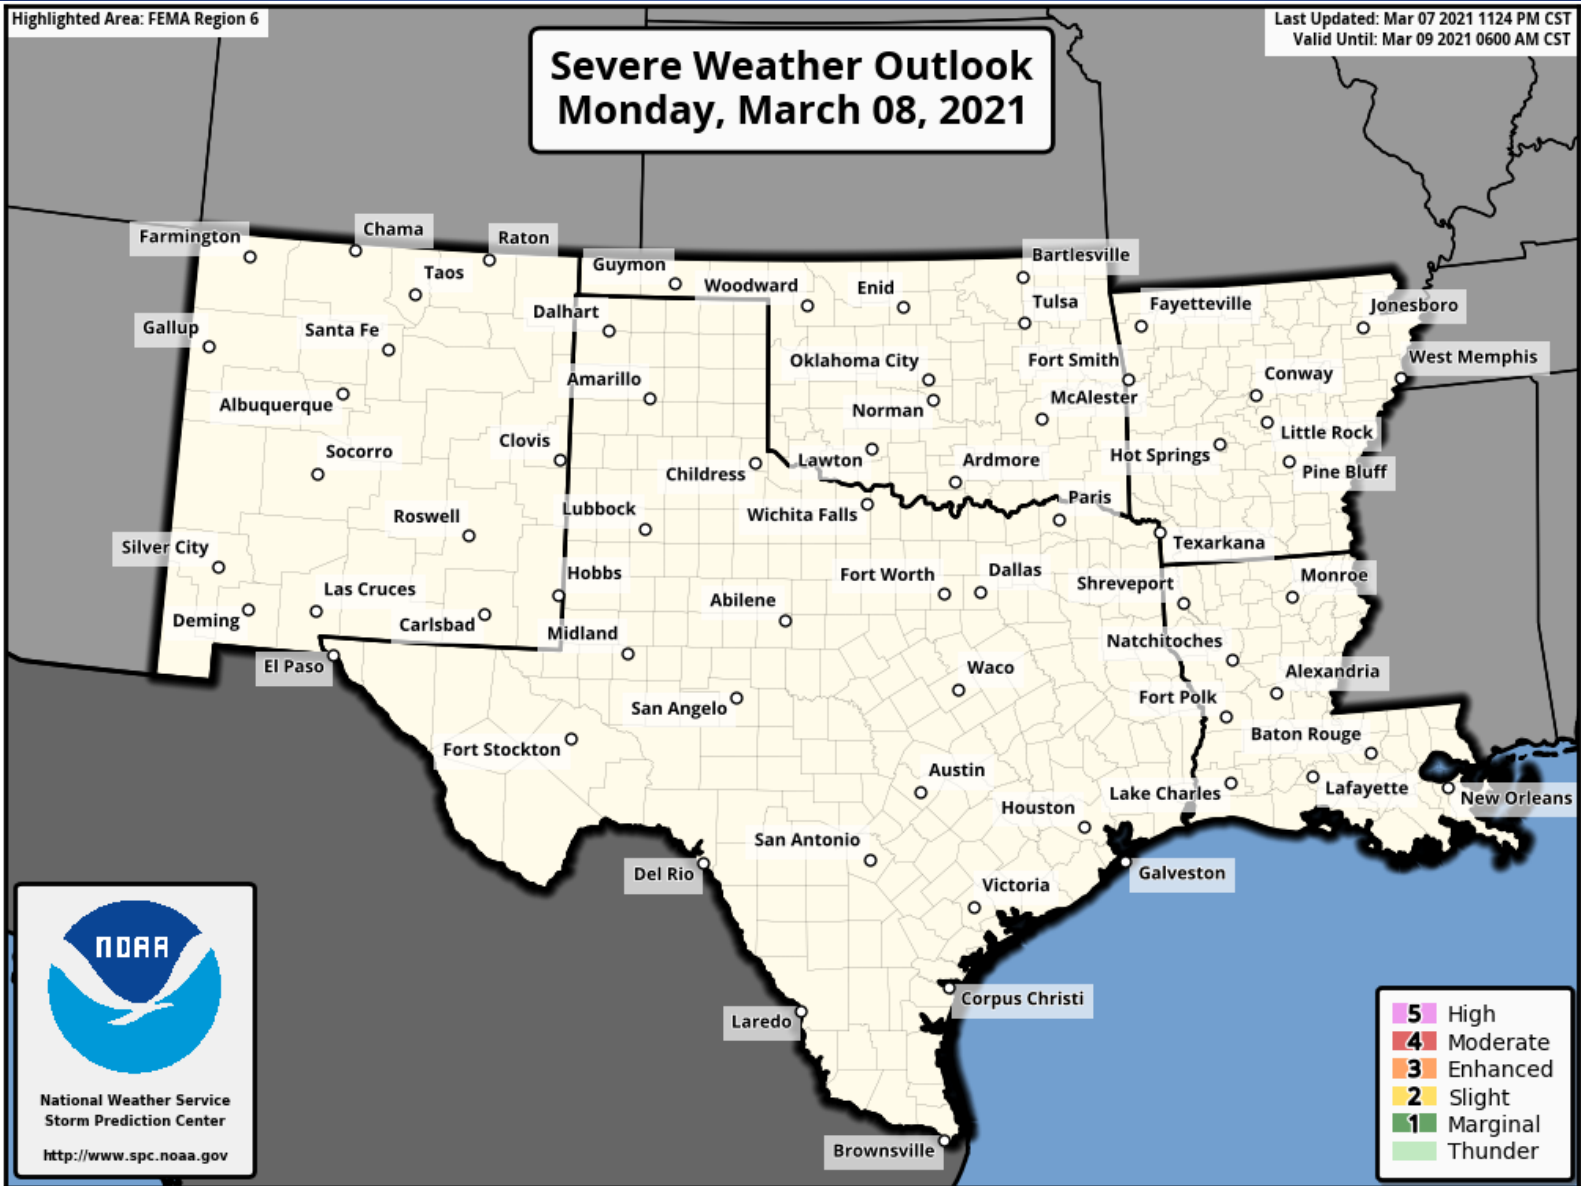 Highlighted Area: FEMA Region 6
Last Updated: Mar 07 2021 1124 PM CST
Valid Until: Mar 09 2021 0600 AM CST
Severe Weather Outlook
Monday, March 08, 2021
Farmington
Chama
Raton
Taos
Guymon
Woodward
Enid
Bartlesville
Tulsa
Fayetteville
Jonesboro
Gallup
Santa Fe
Dalhart
Oklahoma City
Fort Smith
West Memphis
Albuquerque
Amarillo
Norman
McAlester
Conway
Little Rock
Socorro
Clovis
Childress
Lawton
Ardmore
Hot Springs
Pine Bluff
Roswell
Lubbock
Wichita Falls
Paris
Texarkana
Silver City
Las Cruces
Hobbs
Fort Worth
Dallas
Shreveport
Monroe
Deming
Carlsbad
Midland
Abilene
Natchitoches
El Paso
San Angelo
Waco
Fort Polk
Alexandria
Fort Stockton
Austin
Baton Rouge
Houston
Lake Charles
Lafayette
New Orleans
San Antonio
Del Rio
Victoria
Galveston
Corpus Christi
Laredo
Brownsville
NOAA
National Weather Service
Storm Prediction Center
http://www.spc.noaa.gov
5 High
4 Moderate
3 Enhanced
2 Slight
1 Marginal
Thunder